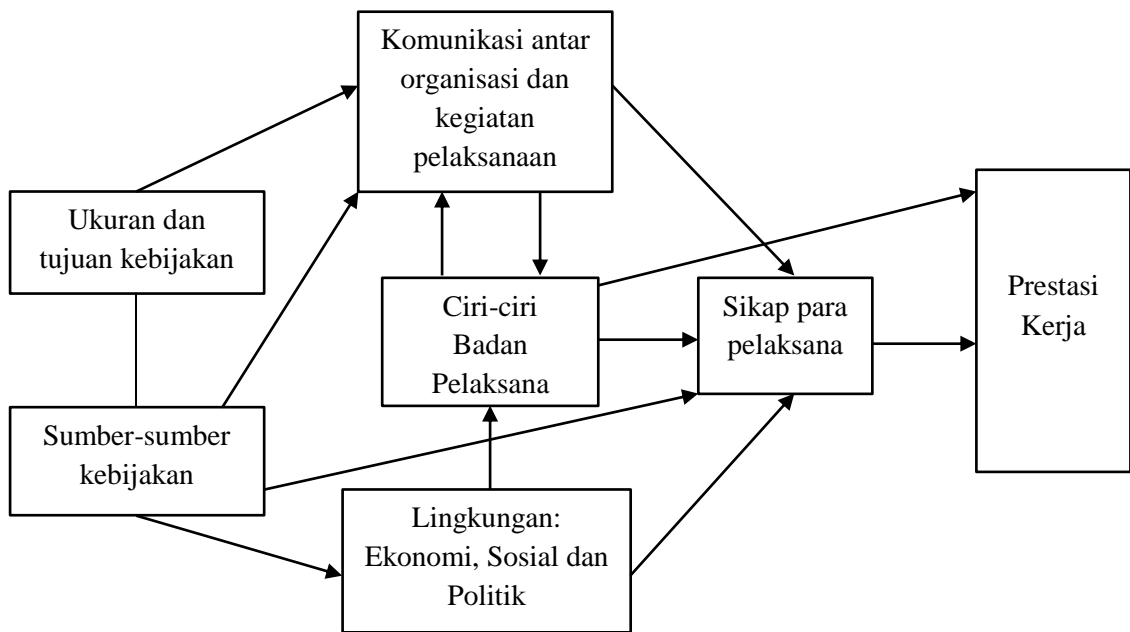 Komunikasi antar
organisasi dan
kegiatan
pelaksanaan
Ukuran dan
tujuan kebijakan
Ciri-ciri
Badan
Pelaksana
Sikap para
pelaksana
Prestasi
Kerja
Sumber-sumber
kebijakan
Lingkungan:
Ekonomi, Sosial dan
Politik